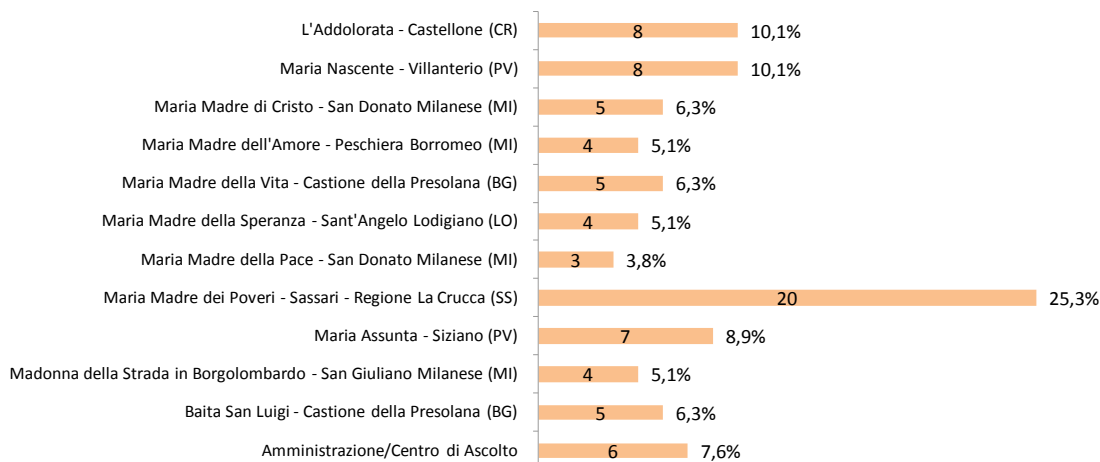 L'Addolorata - Castellone (CR) 8 10,1%
Maria Nascente - Villanterio (PV) 8 10,1%
Maria Madre di Cristo - San Donato Milanese (MI) 5 6,3%
Maria Madre dell'Amore - Peschiera Borromeo (MI) 4 5,1%
Maria Madre della Vita - Castione della Presolana (BG) 5 6,3%
Maria Madre della Speranza - Sant'Angelo Lodigiano (LO) 4 5,1%
Maria Madre della Pace - San Donato Milanese (MI) 3 3,8%
Maria Madre dei Poveri - Sassari - Regione La Crucca (SS) 20 25,3%
Maria Assunta - Siziano (PV) 7 8,9%
Madonna della Strada in Borgolombardo - San Giuliano Milanese (MI) 4 5,1%
Baita San Luigi - Castione della Presolana (BG) 5 6,3%
Amministrazione/Centro di Ascolto 6 7,6%